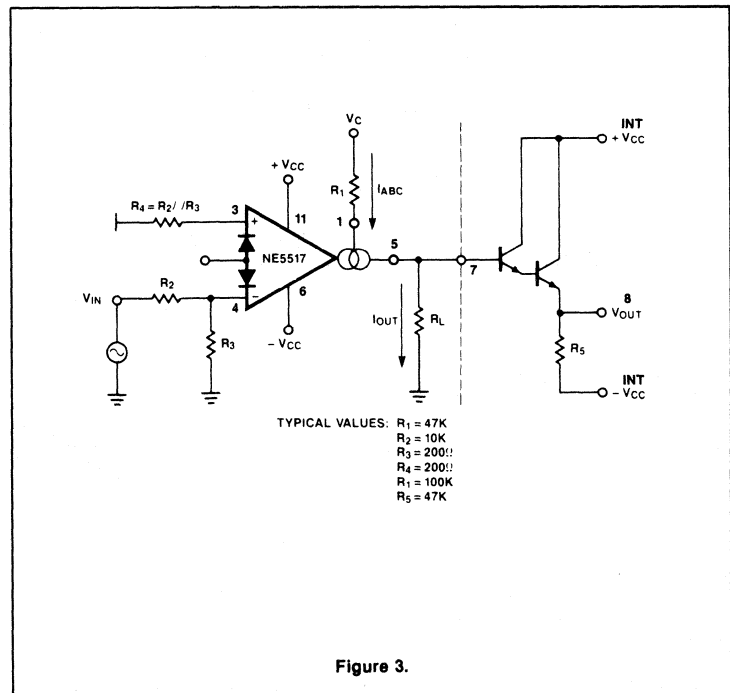 VC
INT
+ VCC
+ VCC
R1
IABC
R4 = R2 / /R3
3
11
1
+
NE5517
5
7
6
VIN
R2
4
−
8
VOUT
IOUT
RL
R3
R5
− VCC
INT
− VCC
TYPICAL VALUES: R1 = 47K
R2 = 10K
R3 = 200Ω
R4 = 200Ω
R1 = 100K
R5 = 47K
Figure 3.